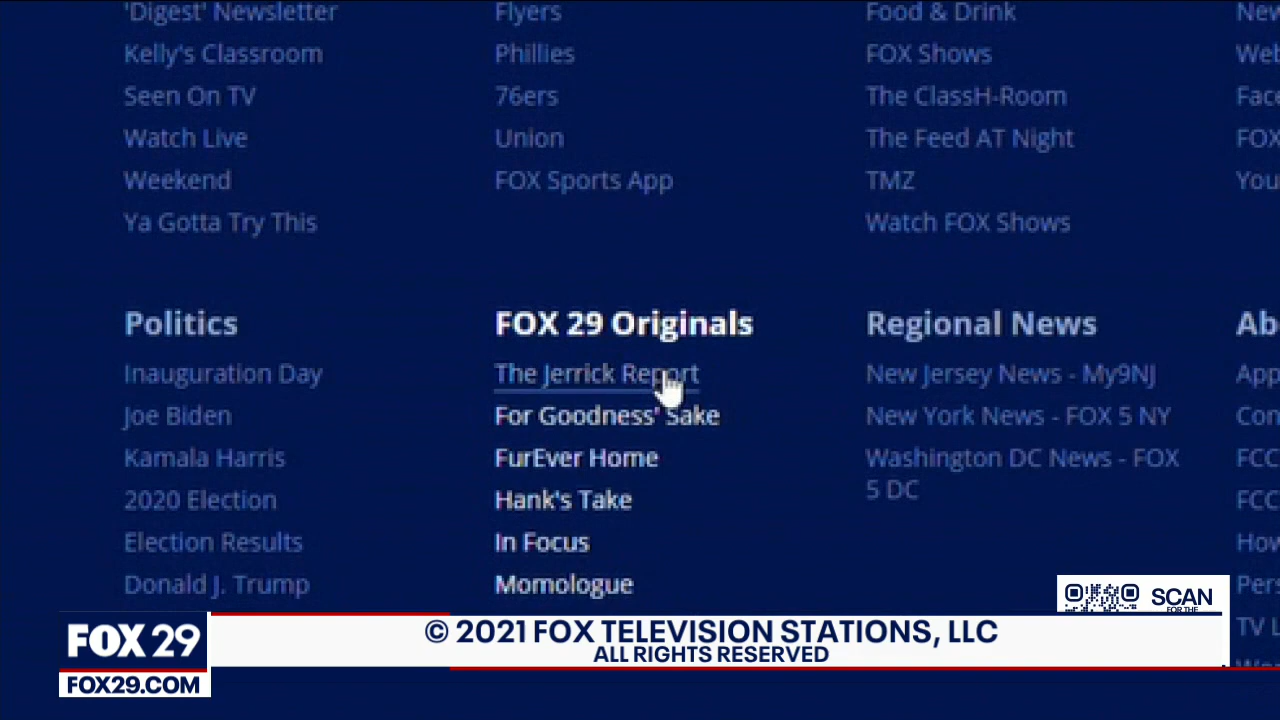 'Digest' Newsletter
Kelly's Classroom
Seen On TV
Watch Live
Weekend
Ya Gotta Try This
Flyers
Phillies
76ers
Union
FOX Sports App
Food & Drink
FOX Shows
The ClassH-Room
The Feed AT Night
TMZ
Watch FOX Shows
Politics
Inauguration Day
Joe Biden
Kamala Harris
2020 Election
Election Results
Donald J. Trump
FOX 29 Originals
The Jerrick Report
For Goodness' Sake
FurEver Home
Hank's Take
In Focus
Momologue
Regional News
New Jersey News - My9NJ
New York News - FOX 5 NY
Washington DC News - FOX
5 DC
FCC
FCC
SCAN
FOR THE
FOX 29
FOX29.COM
© 2021 FOX TELEVISION STATIONS, LLC
ALL RIGHTS RESERVED